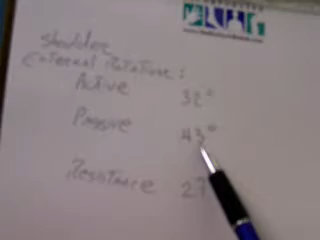 Shoulder
External Rotation:
Active 32°
Passive 43°
Resistance 27